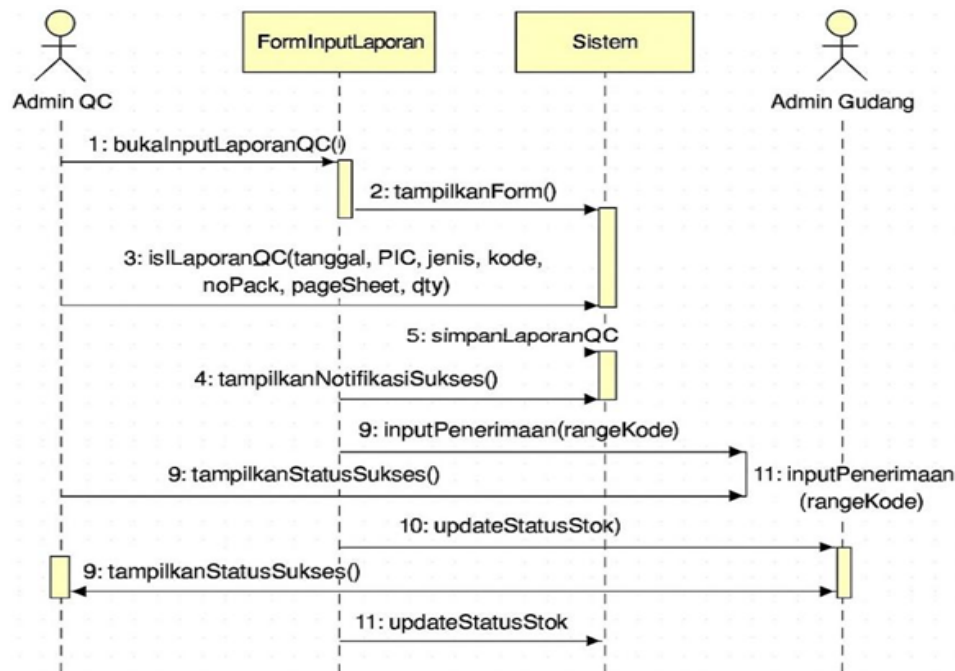 FormInputLaporan
Sistem
Admin QC
Admin Gudang
1: bukaInputLaporanQC()
2: tampilkanForm()
3: isILaporanQC(tanggal, PIC, jenis, kode,
noPack, pageSheet, dty)
5: simpanLaporanQC
4: tampilkanNotifikasiSukses()
9: inputPenerimaan(rangeKode)
9: tampilkanStatusSukses()
11: inputPenerimaan
(rangeKode)
10: updateStatusStok)
9: tampilkanStatusSukses()
11: updateStatusStok